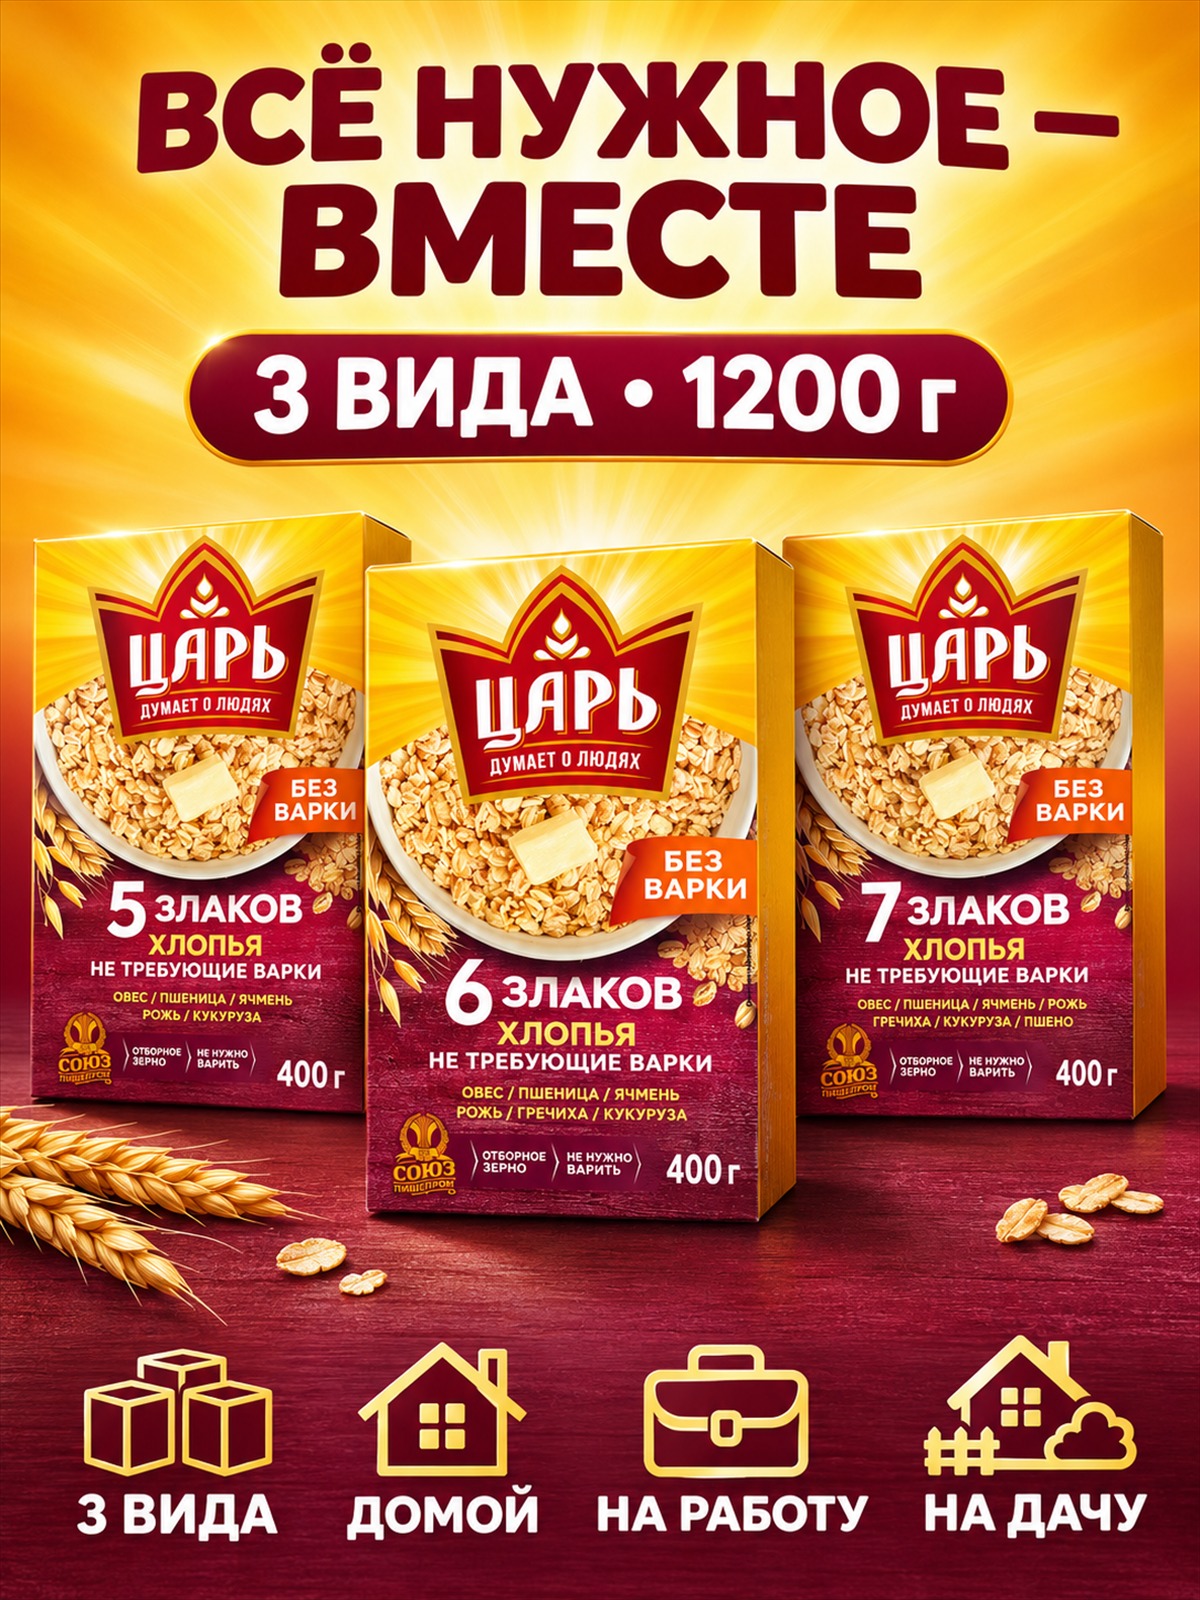 ВСЁ НУЖНОЕ –
ВМЕСТЕ
3 ВИДА • 1200 г
ЦАРЬ
ДУМАЕТ О ЛЮДЯХ
БЕЗ
ВАРКИ
5 ЗЛАКОВ
ХЛОПЬЯ
НЕ ТРЕБУЮЩИЕ ВАРКИ
ОВЕС / ПШЕНИЦА / ЯЧМЕНЬ
РОЖЬ / КУКУРУЗА
СОЮЗ
ПИЩЕПРОМ
ОТБОРНОЕ
ЗЕРНО
НЕ НУЖНО
ВАРИТЬ
400 г
ЦАРЬ
ДУМАЕТ О ЛЮДЯХ
БЕЗ
ВАРКИ
6 ЗЛАКОВ
ХЛОПЬЯ
НЕ ТРЕБУЮЩИЕ ВАРКИ
ОВЕС / ПШЕНИЦА / ЯЧМЕНЬ
РОЖЬ / ГРЕЧИХА / КУКУРУЗА
СОЮЗ
ПИЩЕПРОМ
ОТБОРНОЕ
ЗЕРНО
НЕ НУЖНО
ВАРИТЬ
400 г
ЦАРЬ
ДУМАЕТ О ЛЮДЯХ
БЕЗ
ВАРКИ
7 ЗЛАКОВ
ХЛОПЬЯ
НЕ ТРЕБУЮЩИЕ ВАРКИ
ОВЕС / ПШЕНИЦА / ЯЧМЕНЬ / РОЖЬ
ГРЕЧИХА / КУКУРУЗА / ПШЕНО
СОЮЗ
ПИЩЕПРОМ
ОТБОРНОЕ
ЗЕРНО
НЕ НУЖНО
ВАРИТЬ
400 г
3 ВИДА
ДОМОЙ
НА РАБОТУ
НА ДАЧУ